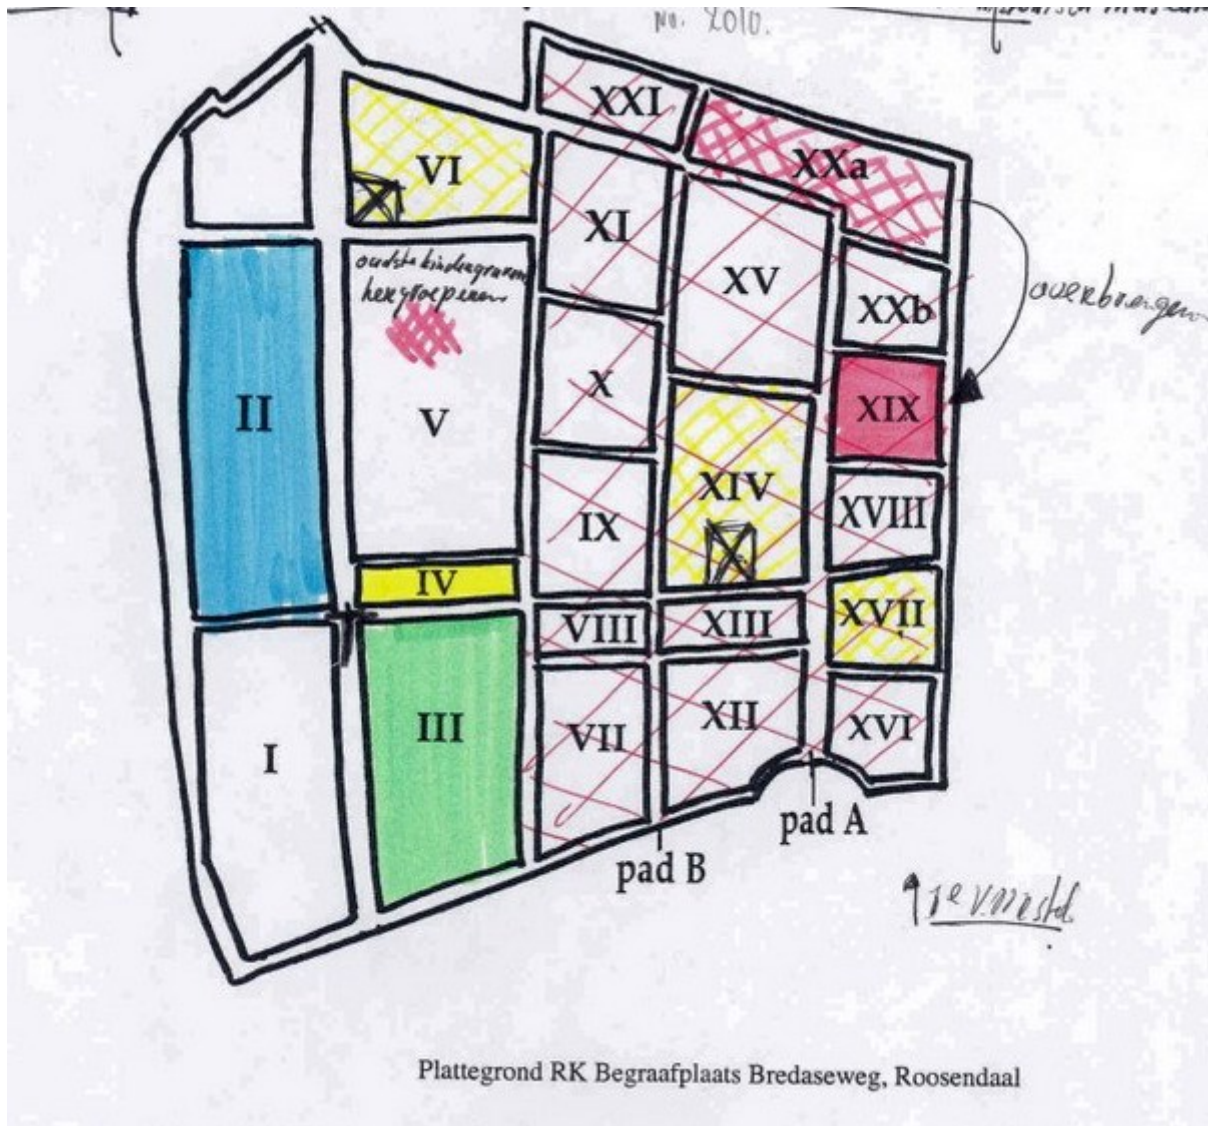 No. 2010.
XXI
XXa
VI
XI
XV
oudste kindergraven
hergroeperen
XXb
overbrengen
II
V
X
XIX
XIV
IX
XVIII
IV
VIII
XIII
XVII
I
III
VII
XII
XVI
pad A
pad B
Plattegrond RK Begraafplaats Bredaseweg, Roosendaal